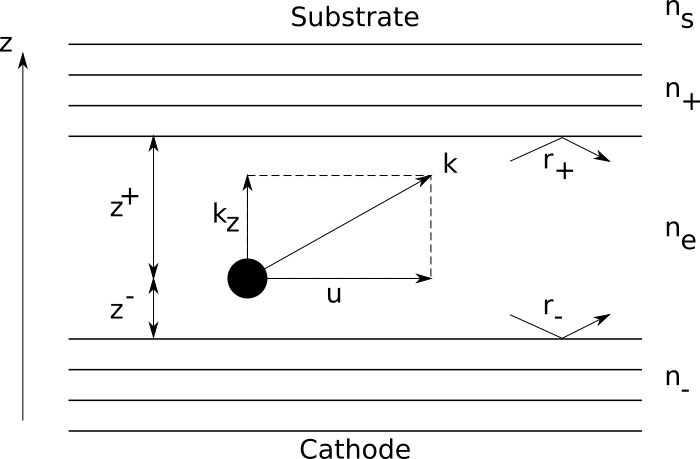 Substrate
n_s
z
n_+
k
r_+
z^+
k_z
n_e
u
z^-
r_-
n_-
Cathode